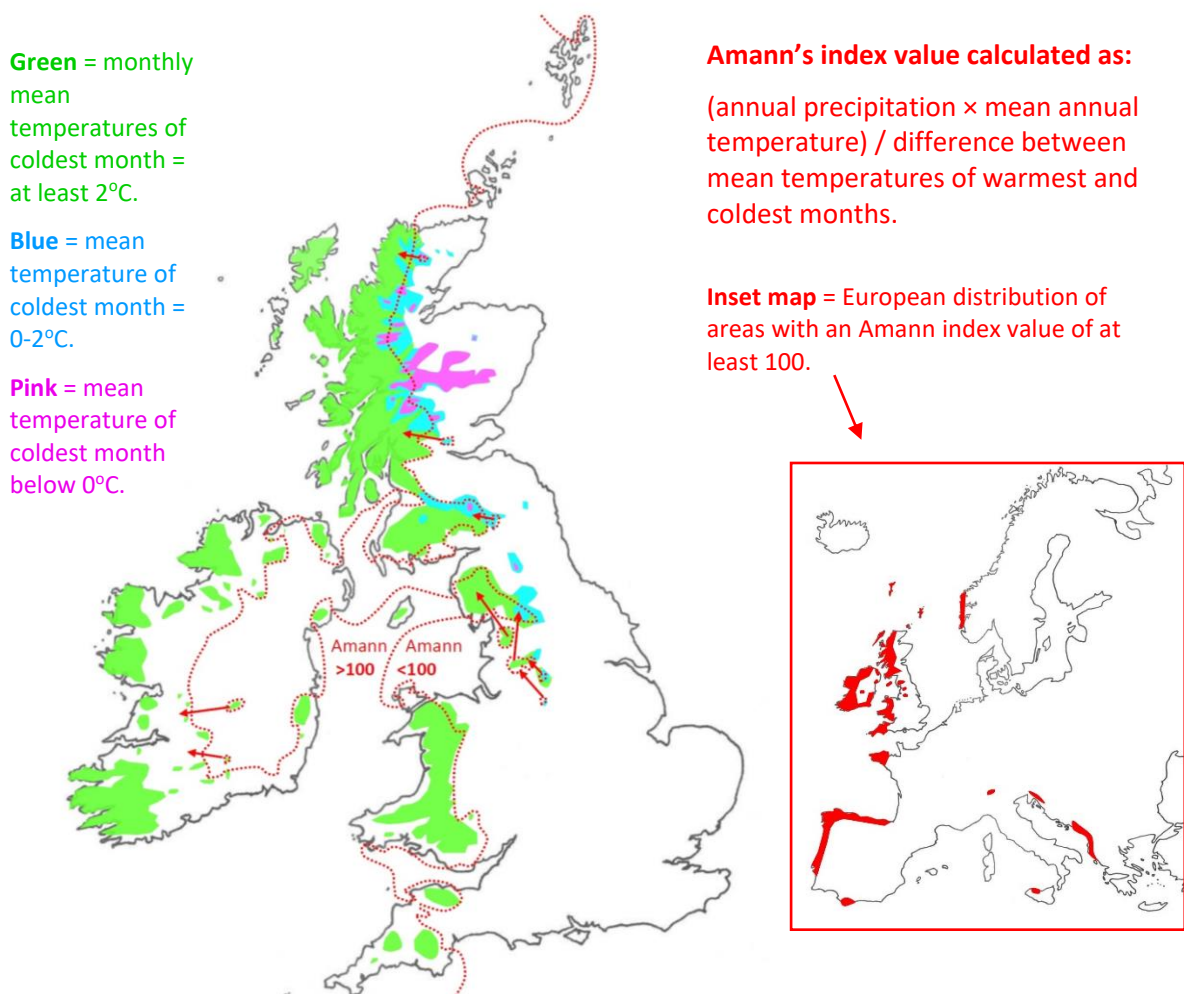 Green = monthly
mean
temperatures of
coldest month =
at least 2°C.
Blue = mean
temperature of
coldest month =
0-2°C.
Pink = mean
temperature of
coldest month
below 0°C.
Amann’s index value calculated as:
(annual precipitation × mean annual
temperature) / difference between
mean temperatures of warmest and
coldest months.
Inset map = European distribution of
areas with an Amann index value of at
least 100.
Amann
>100
Amann
<100